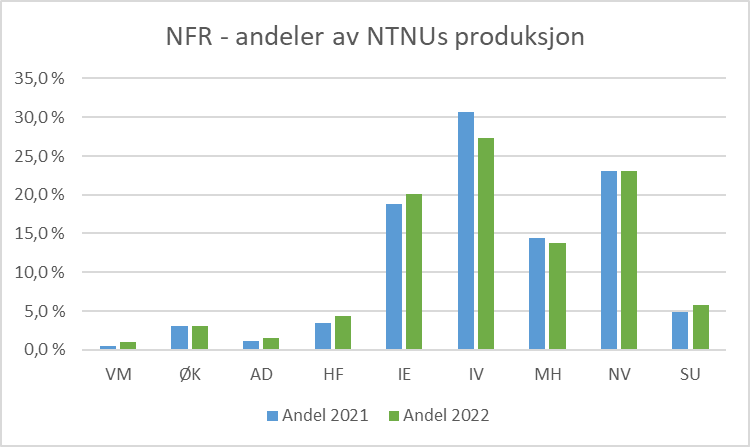 NFR - andeler av NTNUs produksjon
35,0 %
30,0 %
25,0 %
20,0 %
15,0 %
10,0 %
5,0 %
0,0 %
VM ØK AD HF IE IV MH NV SU
Andel 2021 Andel 2022